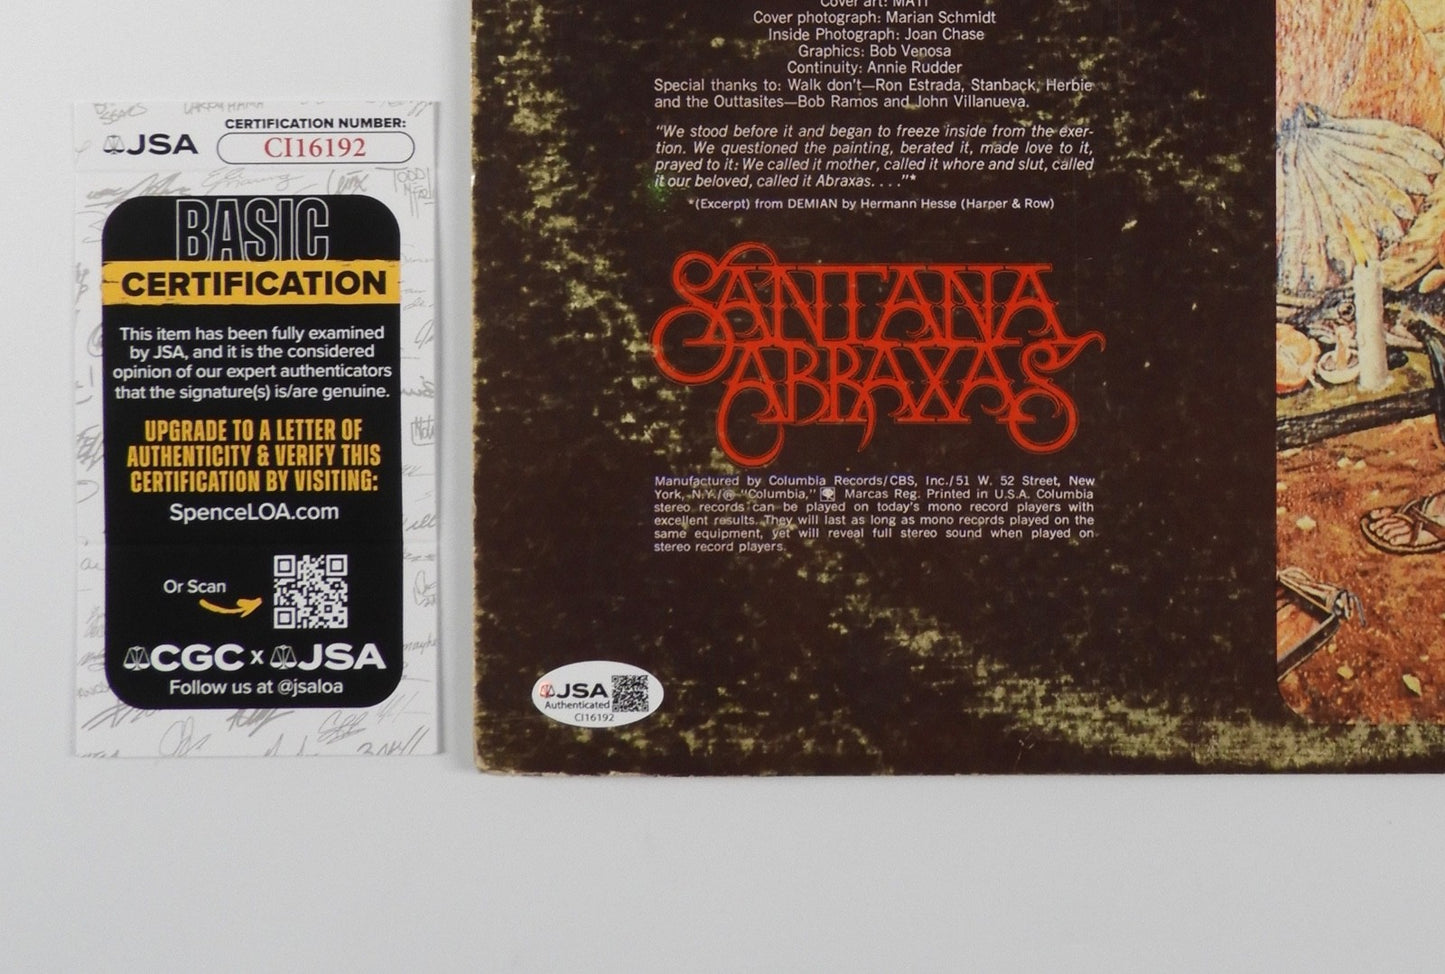 JSA
CERTIFICATION NUMBER:
CI16192
BASIC
CERTIFICATION
This item has been fully examined
by JSA, and it is the considered
opinion of our expert authenticators
that the signature(s) is/are genuine.
UPGRADE TO A LETTER OF
AUTHENTICITY & VERIFY THIS
CERTIFICATION BY VISITING:
SpenceLOA.com
Or Scan
CGC x JSA
Follow us at @jsaloa
Cover art: MATI
Cover photograph: Marian Schmidt
Inside Photograph: Joan Chase
Graphics: Bob Venosa
Continuity: Annie Rudder
Special thanks to: Walk don't—Ron Estrada, Stanback, Herbie
and the Outtasites—Bob Ramos and John Villanueva.
"We stood before it and began to freeze inside from the exer-
tion. We questioned the painting, berated it, made love to it,
prayed to it: We called it mother, called it whore and slut, called
it our beloved, called it Abraxas. . . ."*
*(Excerpt) from DEMIAN by Hermann Hesse (Harper & Row)
SANTANA
ABRAXAS
Manufactured by Columbia Records/CBS, Inc./51 W. 52 Street, New
York, N.Y./® "Columbia," Marcas Reg. Printed in U.S.A. Columbia
stereo records can be played on today's mono record players with
excellent results. They will last as long as mono records played on the
same equipment, yet will reveal full stereo sound when played on
stereo record players.
JSA
Authenticated
CI16192